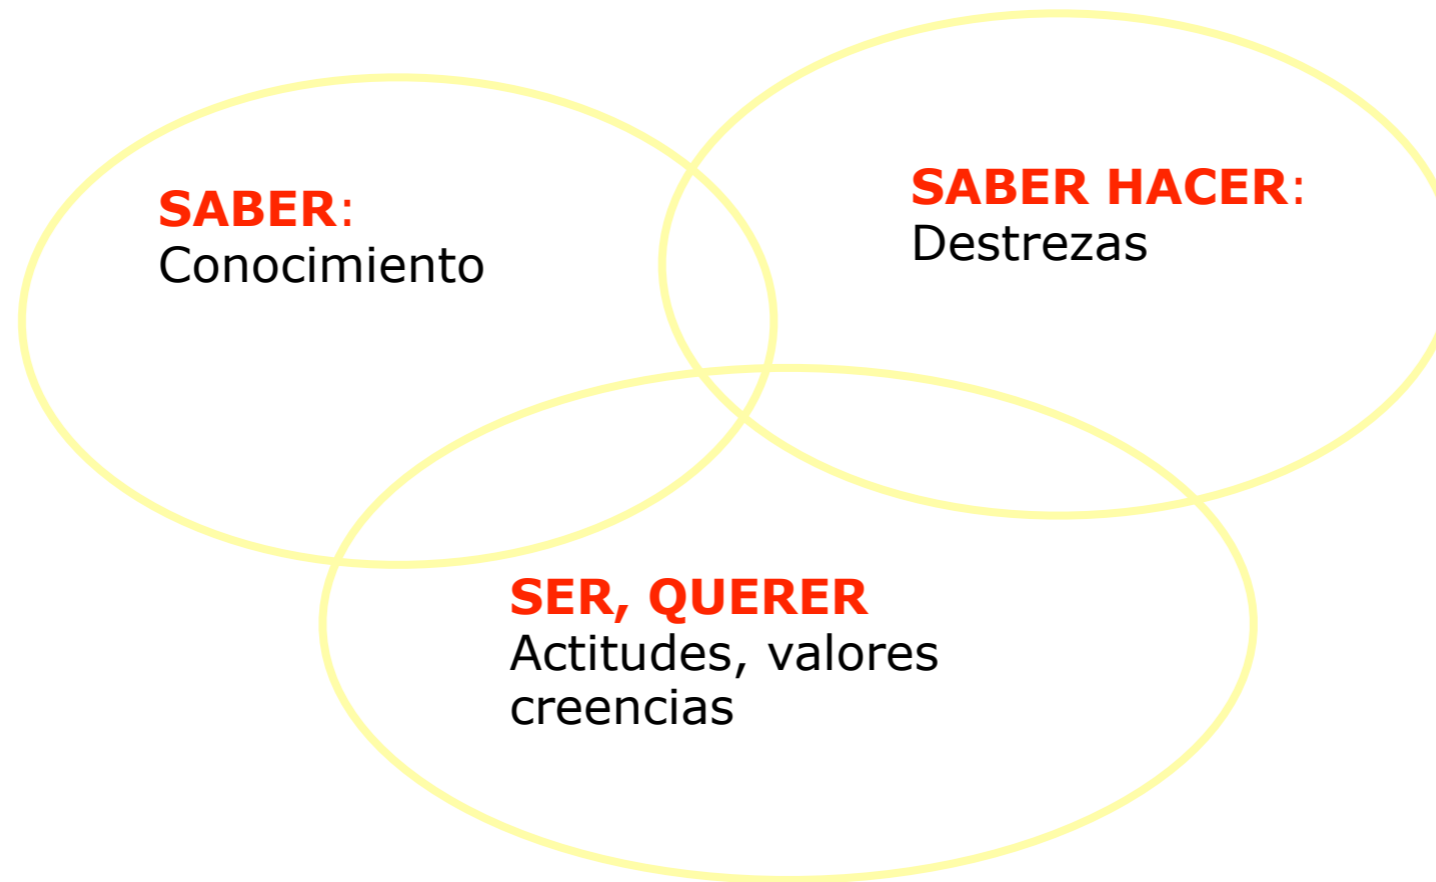 SABER:
Conocimiento
SABER HACER:
Destrezas
SER, QUERER
Actitudes, valores
creencias